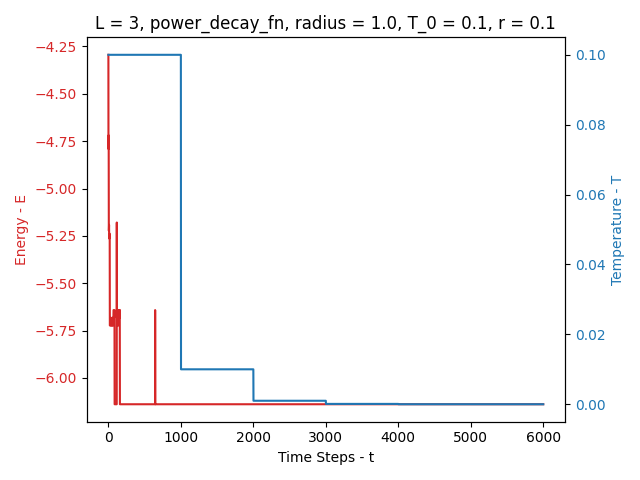 L = 3, power_decay_fn, radius = 1.0, T_0 = 0.1, r = 0.1
−4.25
−4.50
−4.75
−5.00
−5.25
−5.50
−5.75
−6.00
Energy - E
0.10
0.08
0.06
0.04
0.02
0.00
Temperature - T
0 1000 2000 3000 4000 5000 6000
Time Steps - t